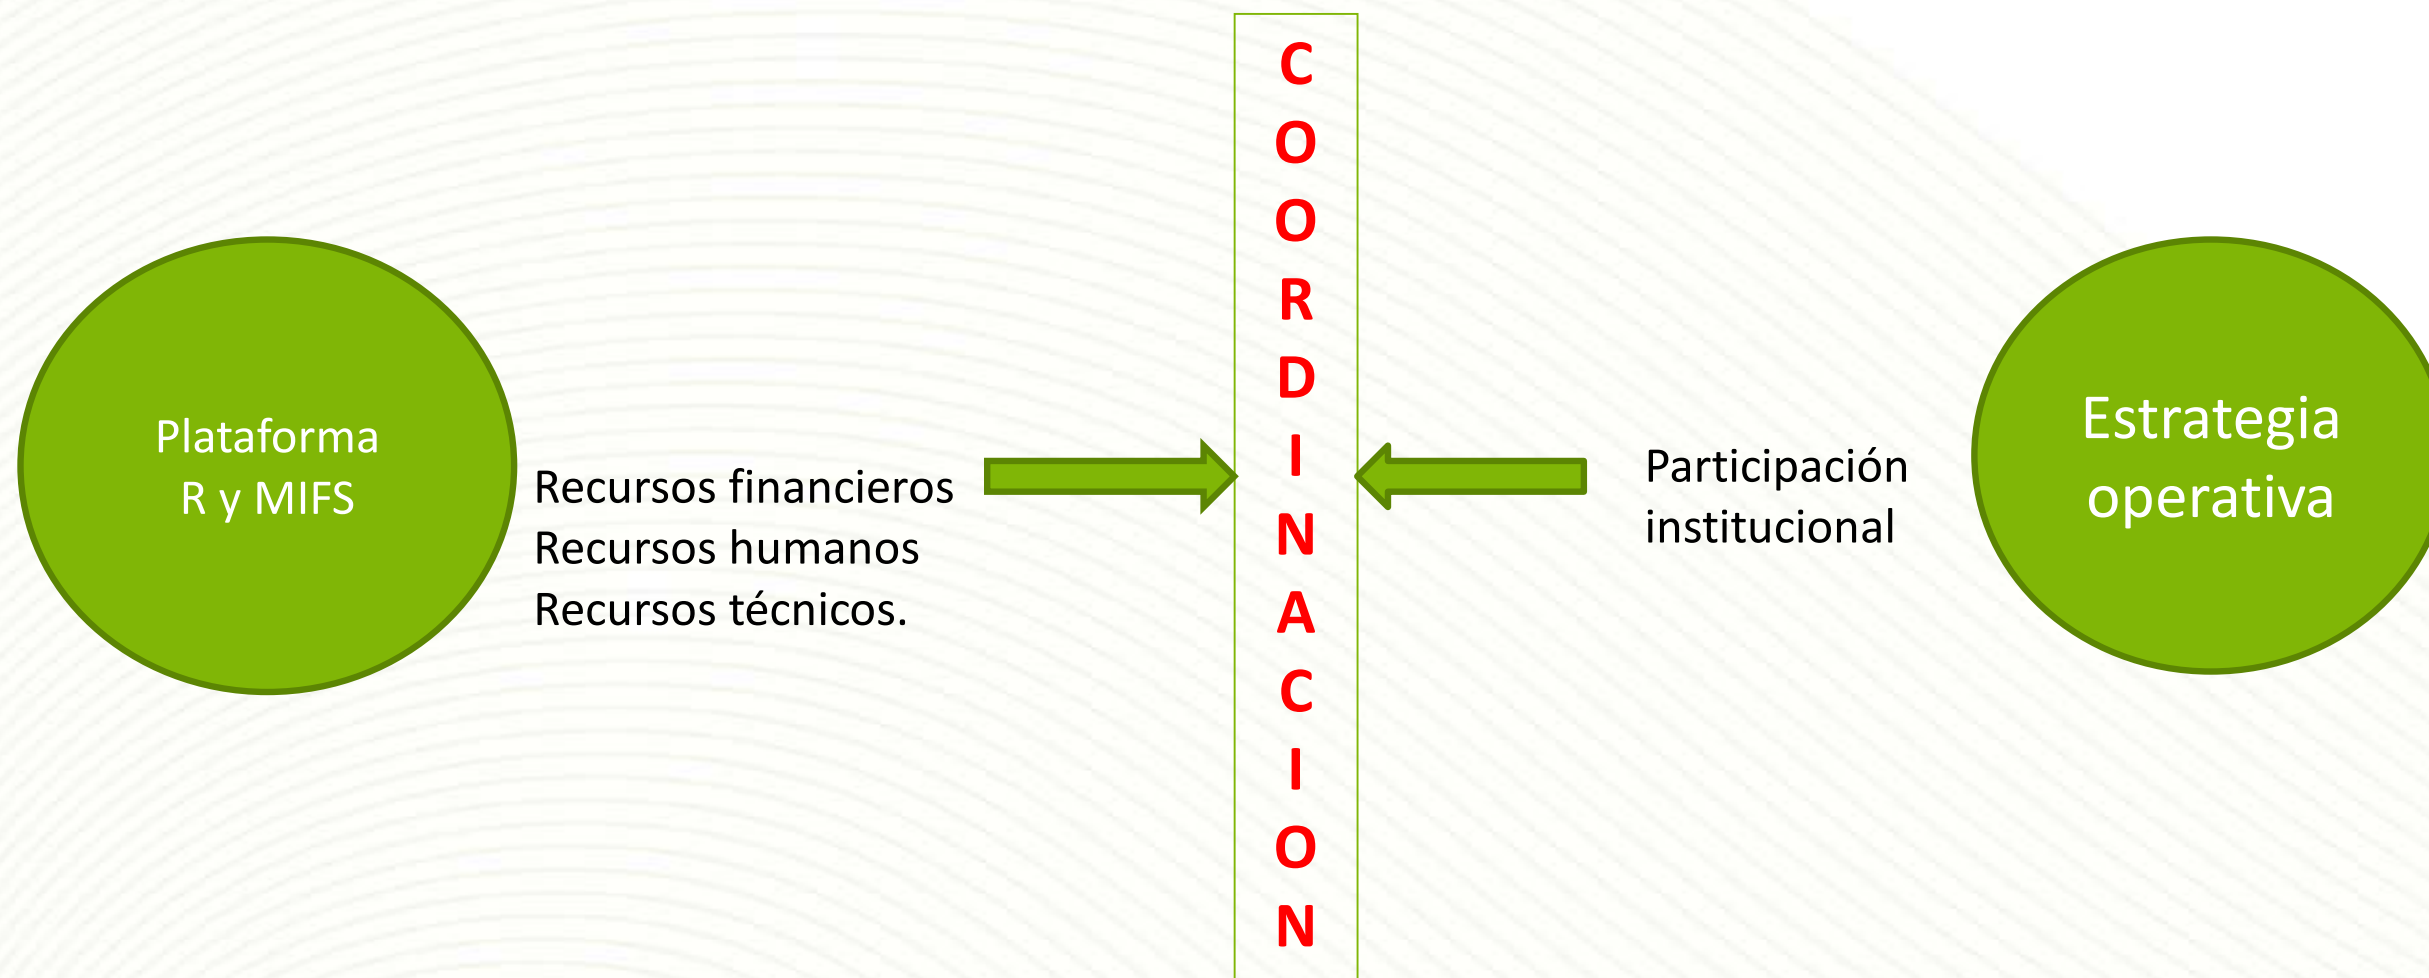 Plataforma
R y MIFS
Recursos financieros
Recursos humanos
Recursos técnicos.
C
O
O
R
D
I
N
A
C
I
O
N
Participación
institucional
Estrategia
operativa